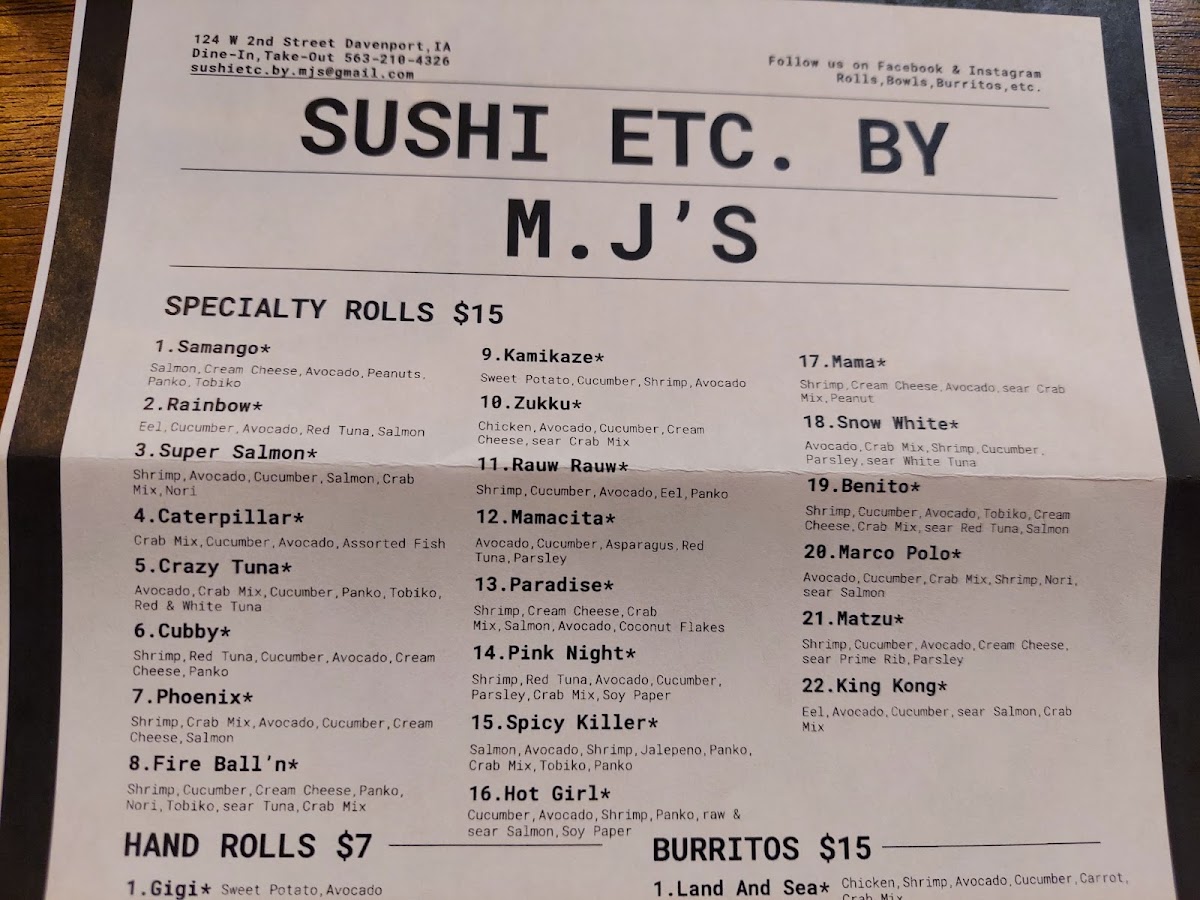 124 W 2nd Street Davenport,IA
Dine-In,Take-Out 563-210-4326
sushietc.by.mjs@gmail.com
Follow us on Facebook & Instagram
Rolls,Bowls,Burritos,etc.
SUSHI ETC. BY
M.J'S
SPECIALTY ROLLS $15
1.Samango*
Salmon,Cream Cheese,Avocado,Peanuts.
Panko,Tobiko
2.Rainbow*
Eel,Cucumber,Avocado,Red Tuna,Salmon
3.Super Salmon*
Shrimp,Avocado,Cucumber,Salmon,Crab
Mix,Nori
4.Caterpillar*
Crab Mix,Cucumber,Avocado,Assorted Fish
5.Crazy Tuna*
Avocado,Crab Mix,Cucumber,Panko,Tobiko,
Red & White Tuna
6.Cubby*
Shrimp,Red Tuna,Cucumber,Avocado,Cream
Cheese,Panko
7.Phoenix*
Shrimp,Crab Mix,Avocado,Cucumber,Cream
Cheese,Salmon
8.Fire Ball'n*
Shrimp,Cucumber,Cream Cheese,Panko,
Nori,Tobiko,sear Tuna,Crab Mix
9.Kamikaze*
Sweet Potato,Cucumber,Shrimp,Avocado
10.Zukku*
Chicken,Avocado,Cucumber,Cream
Cheese,sear Crab Mix
11.Rauw Rauw*
Shrimp,Cucumber,Avocado,Eel,Panko
12.Mamacita*
Avocado,Cucumber,Asparagus,Red
Tuna,Parsley
13.Paradise*
Shrimp,Cream Cheese,Crab
Mix,Salmon,Avocado,Coconut Flakes
14.Pink Night*
Shrimp,Red Tuna,Avocado,Cucumber,
Parsley,Crab Mix,Soy Paper
15.Spicy Killer*
Salmon,Avocado,Shrimp,Jalepeno,Panko,
Crab Mix,Tobiko,Panko
16.Hot Girl*
Cucumber,Avocado,Shrimp,Panko,raw &
sear Salmon,Soy Paper
17.Mama*
Shrimp,Cream Cheese,Avocado,sear Crab
Mix,Peanut
18.Snow White*
Avocado,Crab Mix,Shrimp,Cucumber,
Parsley,sear White Tuna
19.Benito*
Shrimp,Cucumber,Avocado,Tobiko,Cream
Cheese,Crab Mix,sear Red Tuna,Salmon
20.Marco Polo*
Avocado,Cucumber,Crab Mix,Shrimp,Nori,
sear Salmon
21.Matzu*
Shrimp,Cucumber,Avocado,Cream Cheese,
sear Prime Rib,Parsley
22.King Kong*
Eel,Avocado,Cucumber,sear Salmon,Crab
Mix
HAND ROLLS $7
1.Gigi* Sweet Potato,Avocado
BURRITOS $15
1.Land And Sea* Chicken,Shrimp,Avocado,Cucumber,Carrot,
Crab Mix